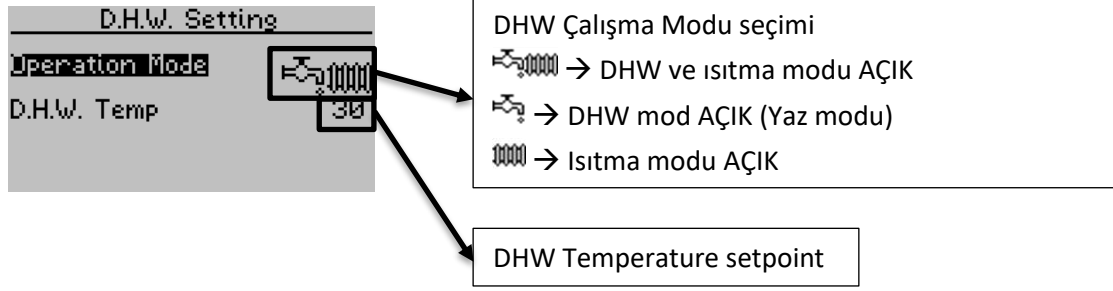 D.H.W. Setting
Operation Mode
D.H.W. Temp 30
DHW Çalışma Modu seçimi
→ DHW ve ısıtma modu AÇIK
→ DHW mod AÇIK (Yaz modu)
→ Isıtma modu AÇIK
DHW Temperature setpoint